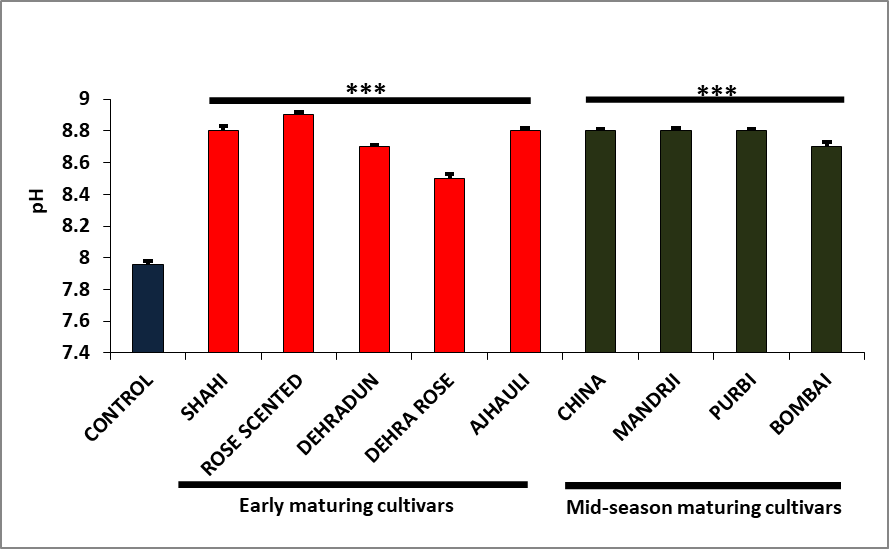 *** ***
9
8.8
8.6
8.4
8.2
8
7.8
7.6
7.4
pH
CONTROL
SHAHI
ROSE SCENTED
DEHRADUN
DEHRA ROSE
AJHAULI
CHINA
MANDRJI
PURBI
BOMBAI
Early maturing cultivars
Mid-season maturing cultivars